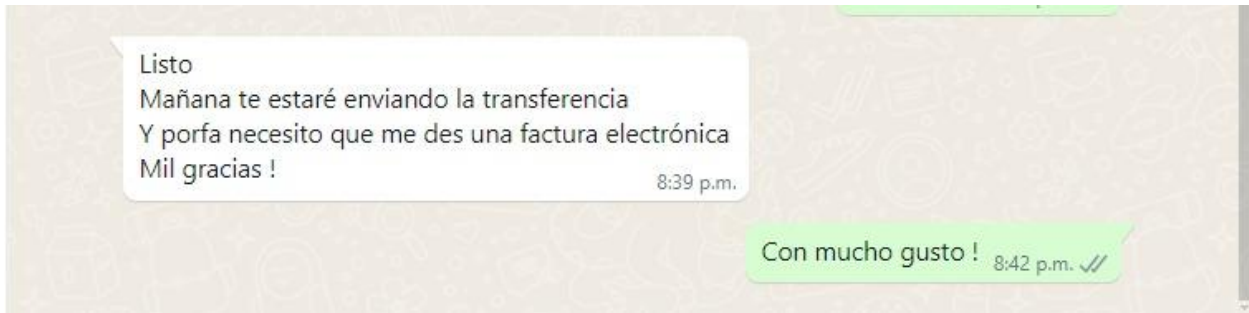 Listo
Mañana te estaré enviando la transferencia
Y porfa necesito que me des una factura electrónica
Mil gracias !
8:39 p.m.
Con mucho gusto !
8:42 p.m.